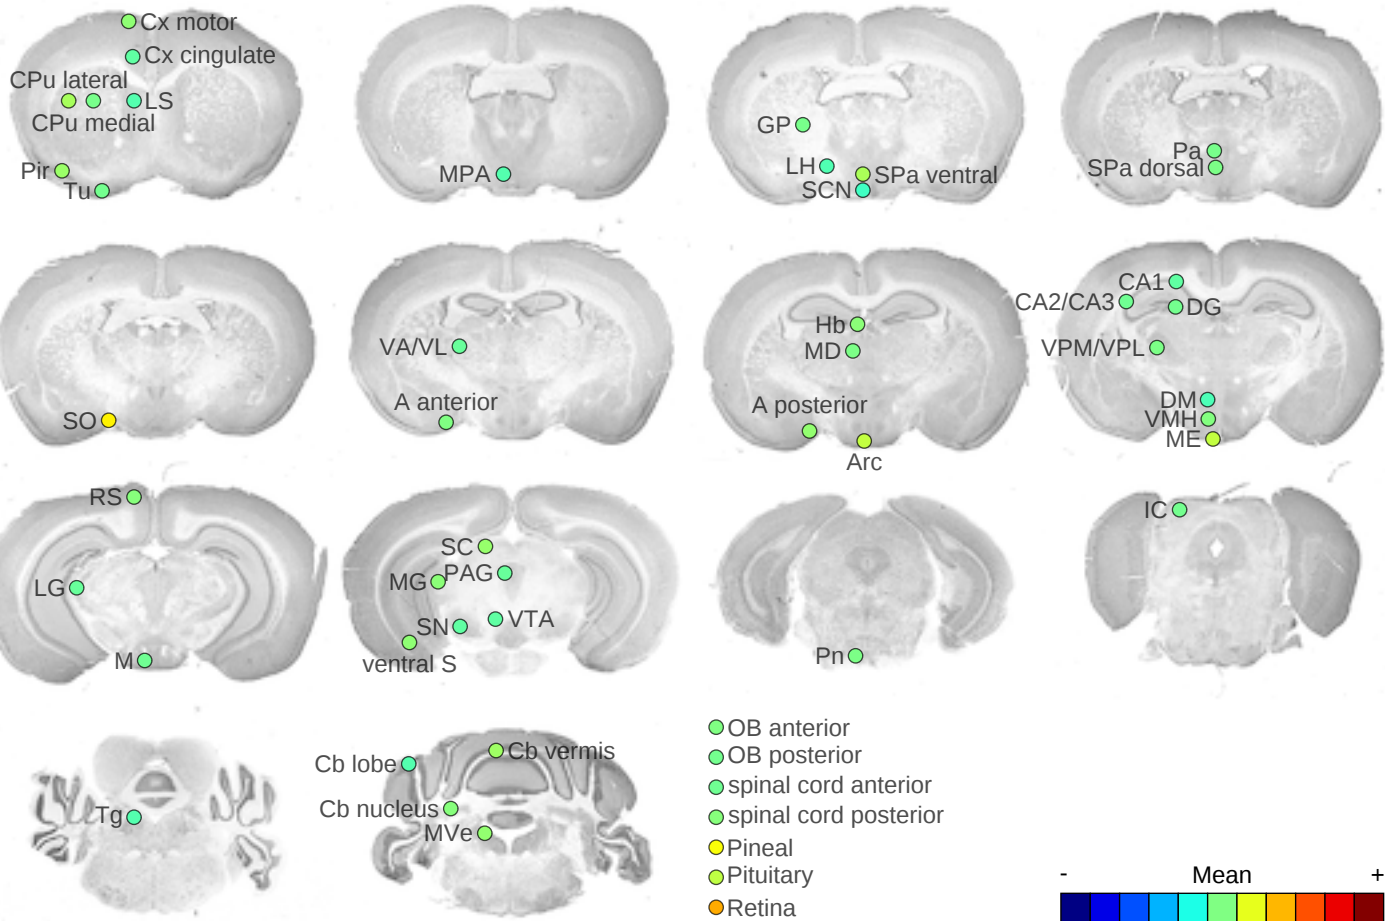 Cx motor
Cx cingulate
CPu lateral
LS
CPu medial
Pir
Tu
MPA
GP
LH
SPa ventral
SCN
Pa
SPa dorsal
SO
VA/VL
A anterior
Hb
MD
A posterior
Arc
CA1
CA2/CA3
DG
VPM/VPL
DM
VMH
ME
RS
LG
M
SC
MG
PAG
SN
VTA
ventral S
Pn
IC
Tg
Cb lobe
Cb vermis
Cb nucleus
MVe
OB anterior
OB posterior
spinal cord anterior
spinal cord posterior
Pineal
Pituitary
Retina
- Mean +